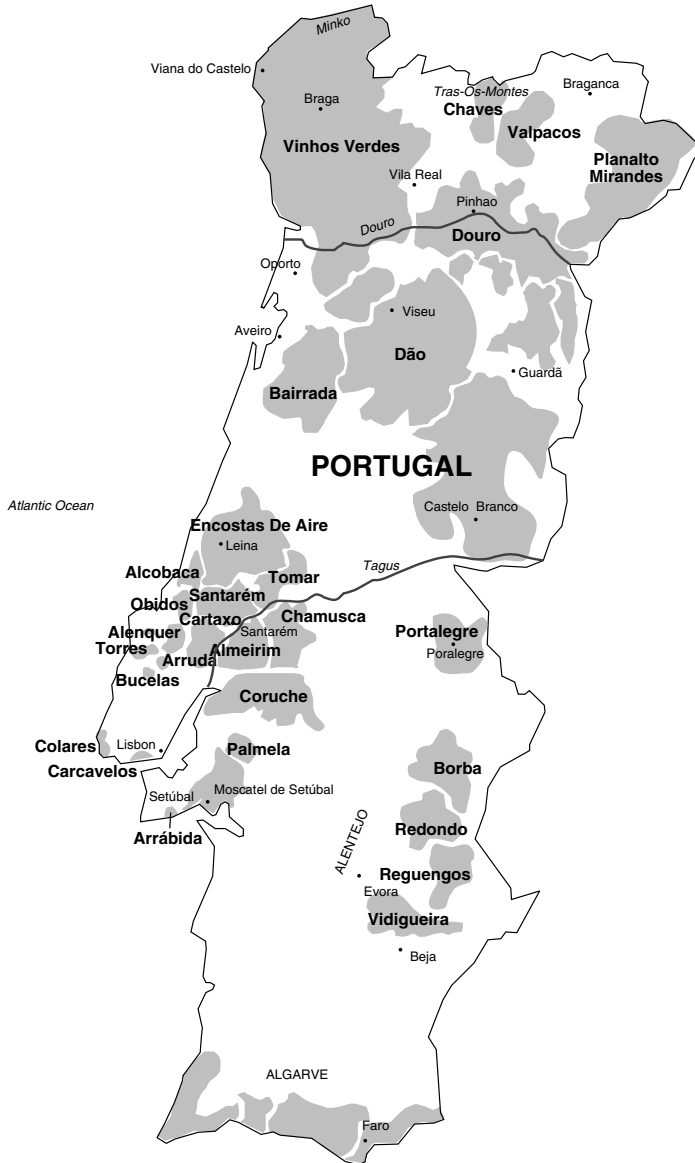 Minko
Viana do Castelo
Braga
Tras-Os-Montes
Chaves
Braganca
Valpacos
Vinhos Verdes
Planalto
Mirandes
Vila Real
Pinhao
Douro
Douro
Oporto
Viseu
Aveiro
Dão
Guardã
Bairrada
PORTUGAL
Atlantic Ocean
Castelo Branco
Encostas De Aire
Leina
Tagus
Alcobaca
Tomar
Santarém
Obidos
Chamusca
Cartaxo
Alenquer
Santarém
Portalegre
Torres
Almeirim
Poralegre
Arruda
Bucelas
Coruche
Colares
Lisbon
Palmela
Carcavelos
Borba
Setúbal
Moscatel de Setúbal
Arrábida
Redondo
ALENTEJO
Reguengos
Evora
Vidigueira
Beja
ALGARVE
Faro